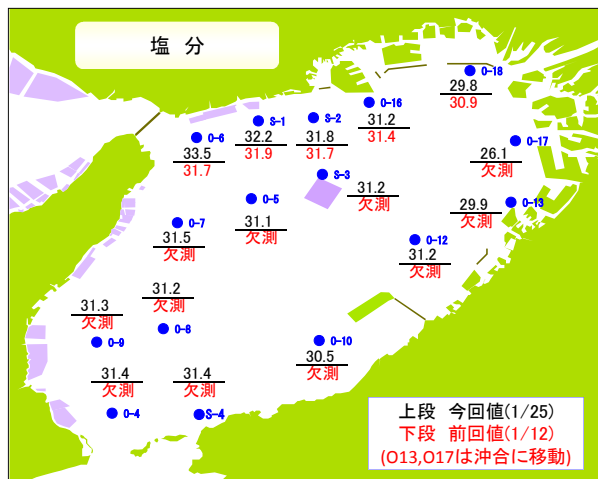 塩 分
O-18
29.8
30.9
O-16
31.2
31.4
S-2
31.8
31.7
S-1
32.2
31.9
O-6
33.5
31.7
O-17
26.1
欠測
S-3
31.2
欠測
O-5
31.1
欠測
O-13
29.9
欠測
O-7
31.5
欠測
O-12
31.2
欠測
31.2
欠測
O-8
31.3
欠測
O-9
O-10
30.5
欠測
31.4
欠測
O-4
31.4
欠測
S-4
上段 今回値(1/25)
下段 前回値(1/12)
(O13,O17は沖合に移動)